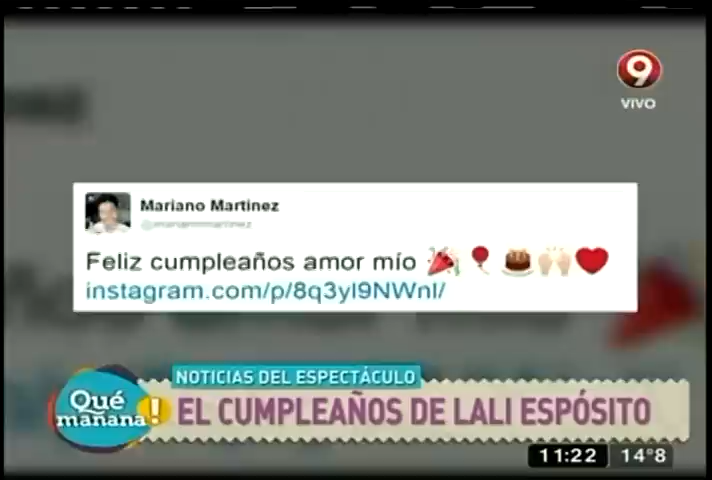 9
VIVO
Mariano Martinez
Feliz cumpleaños amor mío 🎉🎈🎂🙌❤️
instagram.com/p/8q3yl9NWnl/
NOTICIAS DEL ESPECTÁCULO
Qué mañana!
EL CUMPLEAÑOS DE LALI ESPÓSITO
11:22 14°8